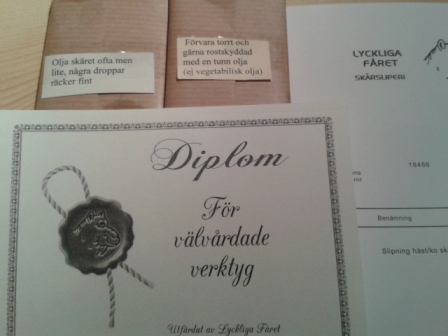 Olja skäret ofta men
lite, några droppar
räcker fint
Förvara torrt och
gärna rostskyddad
med en tunn olja
(ej vegetabilisk olja)
LYCKLIGA
FÅRET
SKÄRSLIPERI
Diplom
För
välvårdade
verktyg
Utfärdat av Lyckliga Fåret
Benämning
Slipning häst/ko sk